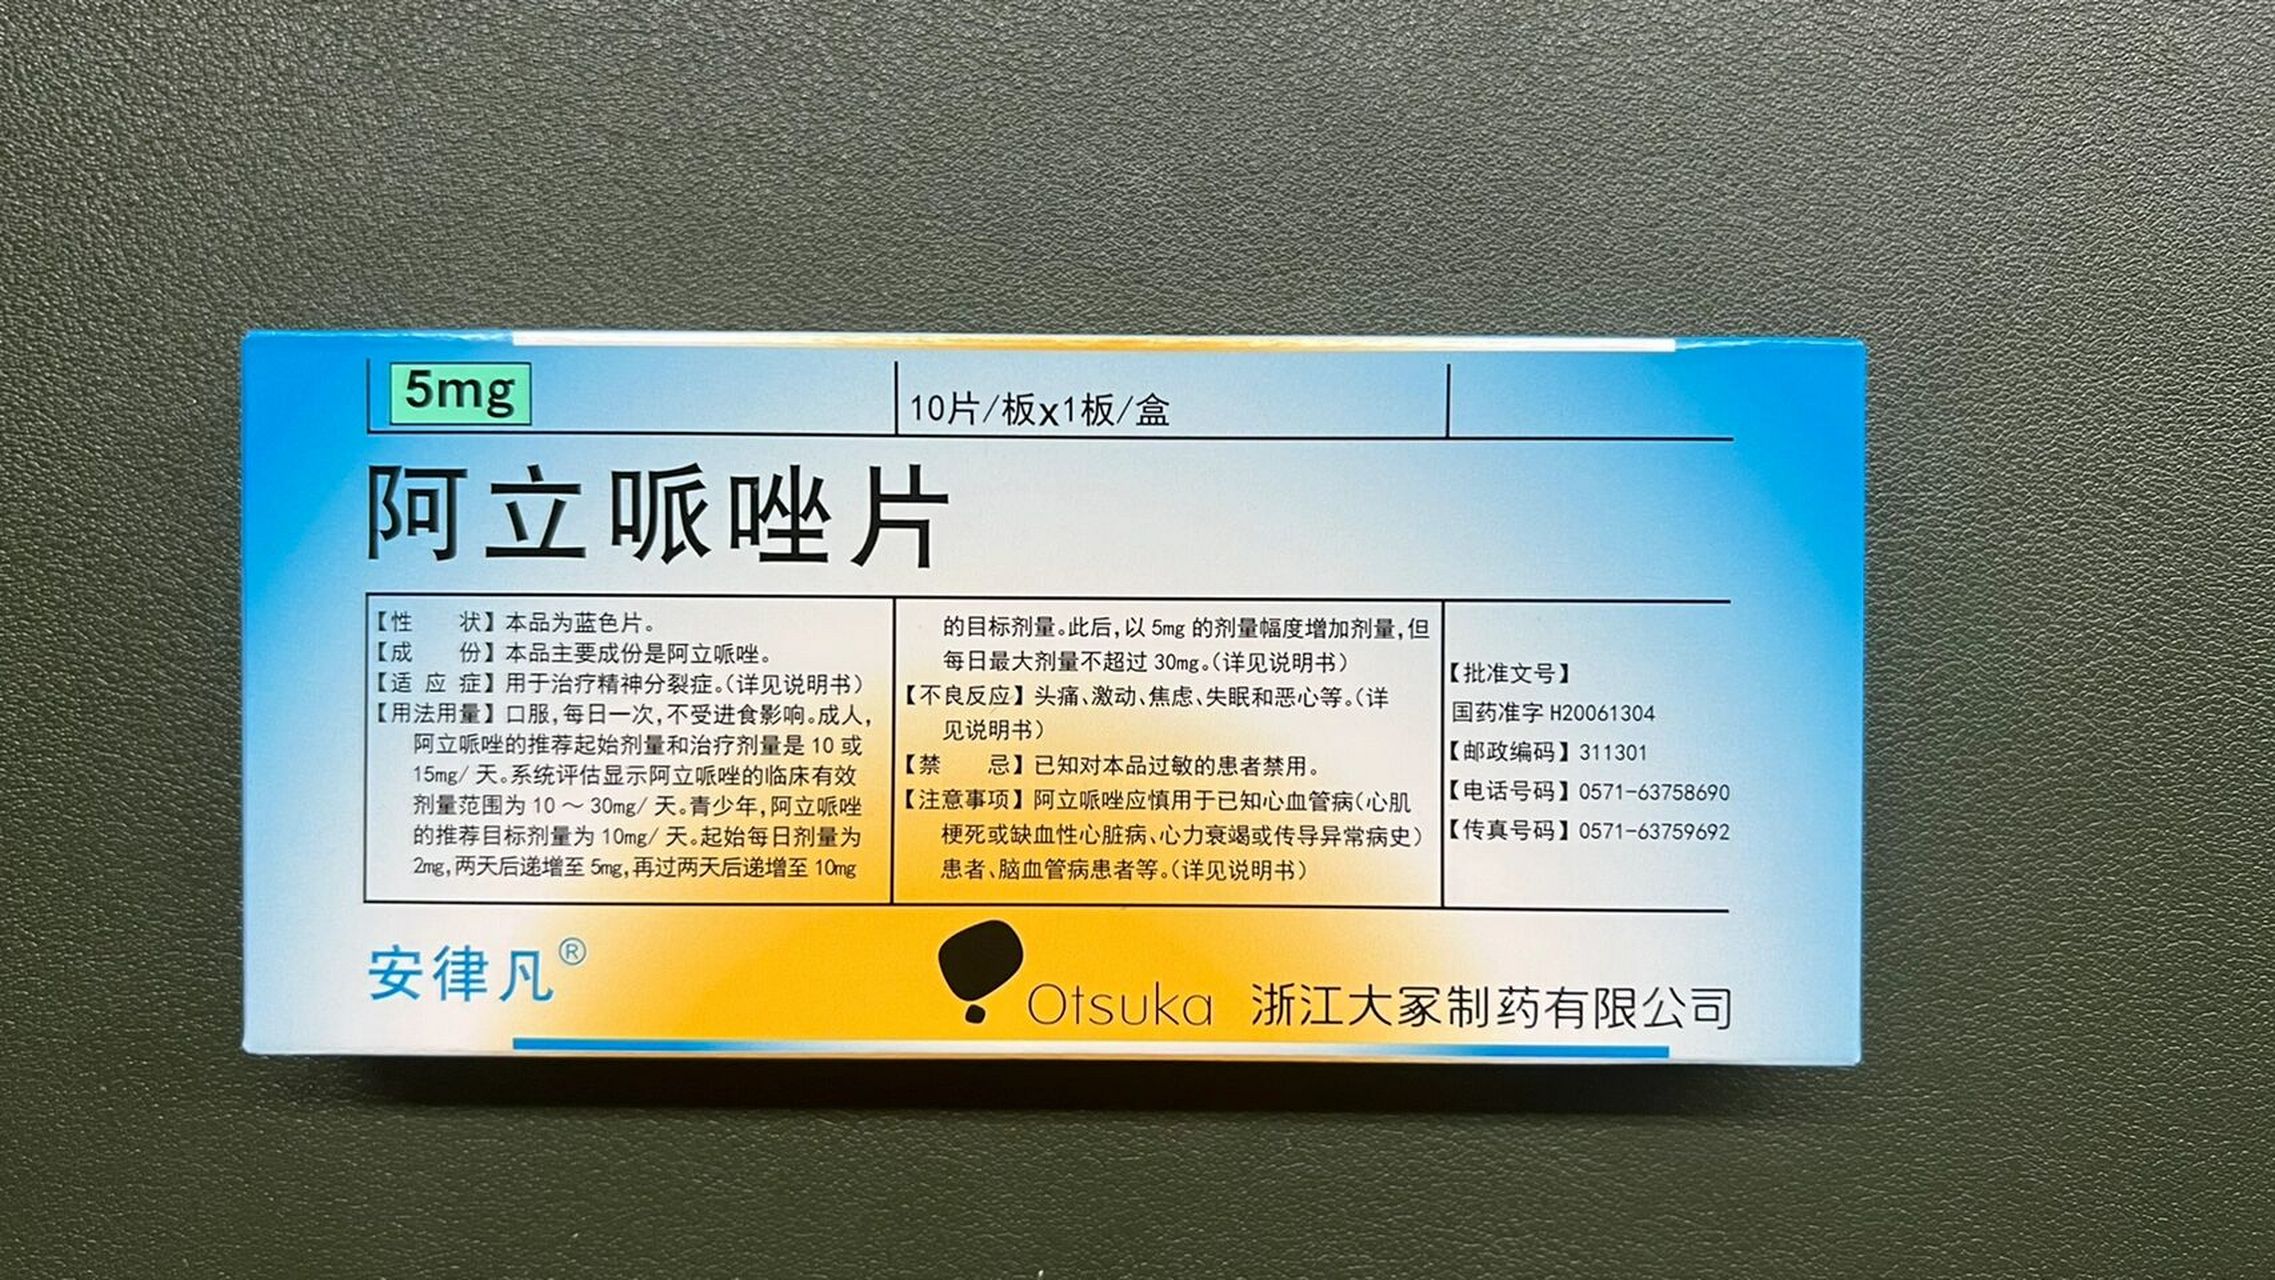 5mg
10片/板x1板/盒
阿立哌唑片
【性 状】本品为蓝色片。
【成 份】本品主要成份是阿立哌唑。
【适 应 症】用于治疗精神分裂症。(详见说明书)
【用法用量】口服,每日一次,不受进食影响。成人,
阿立哌唑的推荐起始剂量和治疗剂量是 10 或
15mg/ 天。系统评估显示阿立哌唑的临床有效
剂量范围为 10 ～ 30mg/ 天。青少年,阿立哌唑
的推荐目标剂量为 10mg/ 天。起始每日剂量为
2mg,两天后递增至 5mg,再过两天后递增至 10mg
的目标剂量。此后,以 5mg 的剂量幅度增加剂量,但
每日最大剂量不超过 30mg。(详见说明书)
【不良反应】头痛、激动、焦虑、失眠和恶心等。(详
见说明书)
【禁 忌】已知对本品过敏的患者禁用。
【注意事项】阿立哌唑应慎用于已知心血管病(心肌
梗死或缺血性心脏病、心力衰竭或传导异常病史)
患者、脑血管病患者等。(详见说明书)
【批准文号】
国药准字 H20061304
【邮政编码】311301
【电话号码】0571-63758690
【传真号码】0571-63759692
安律凡®
Otsuka 浙江大冢制药有限公司